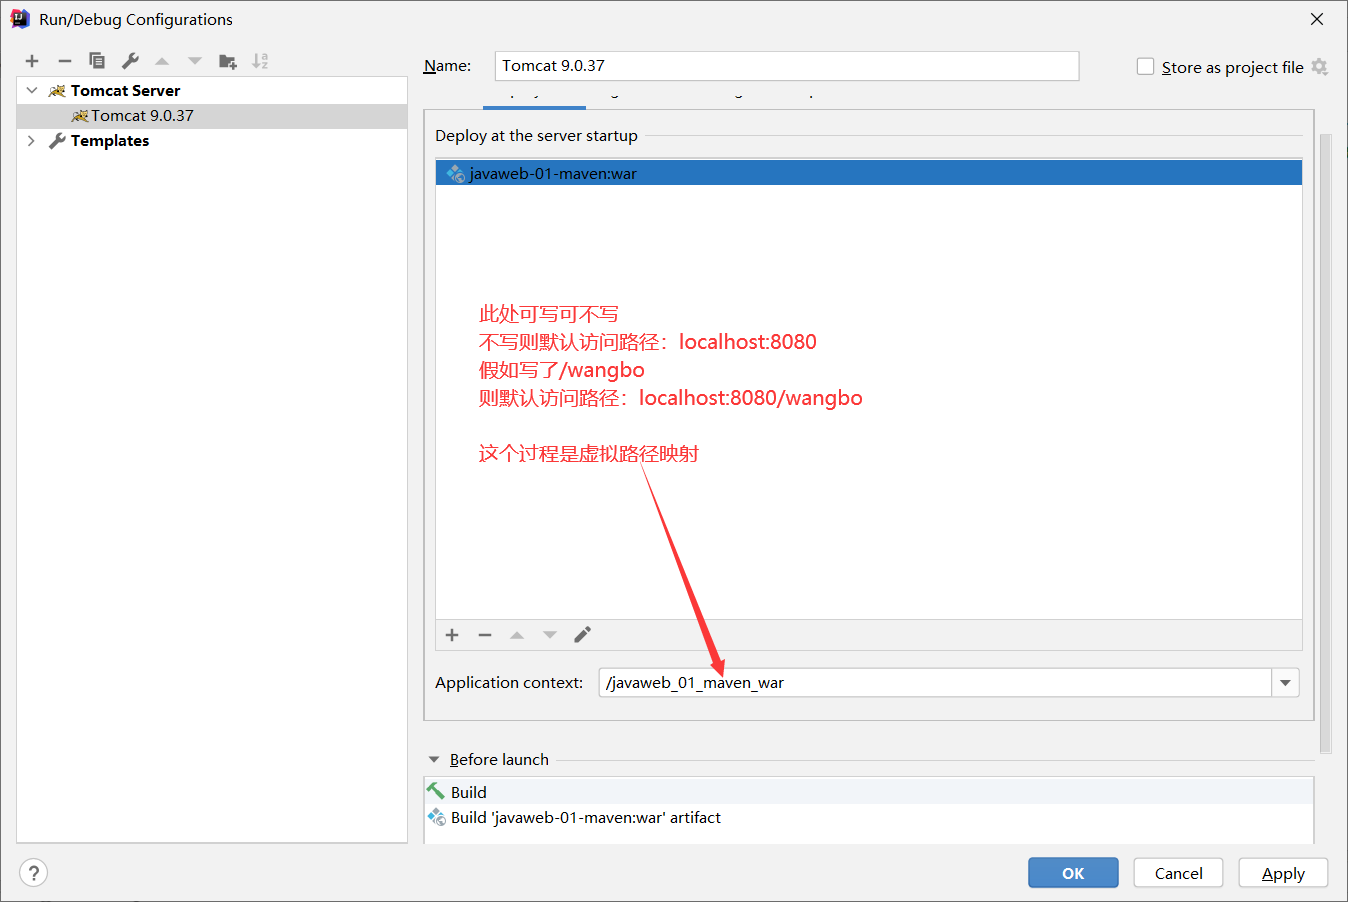 Run/Debug Configurations
Name:
Tomcat 9.0.37
Store as project file
Tomcat Server
Tomcat 9.0.37
Templates
Deploy at the server startup
javaweb-01-maven:war
此处可写可不写
不写则默认访问路径：localhost:8080
假如写了/wangbo
则默认访问路径：localhost:8080/wangbo
这个过程是虚拟路径映射
Application context:
/javaweb_01_maven_war
Before launch
Build
Build 'javaweb-01-maven:war' artifact
?
OK
Cancel
Apply